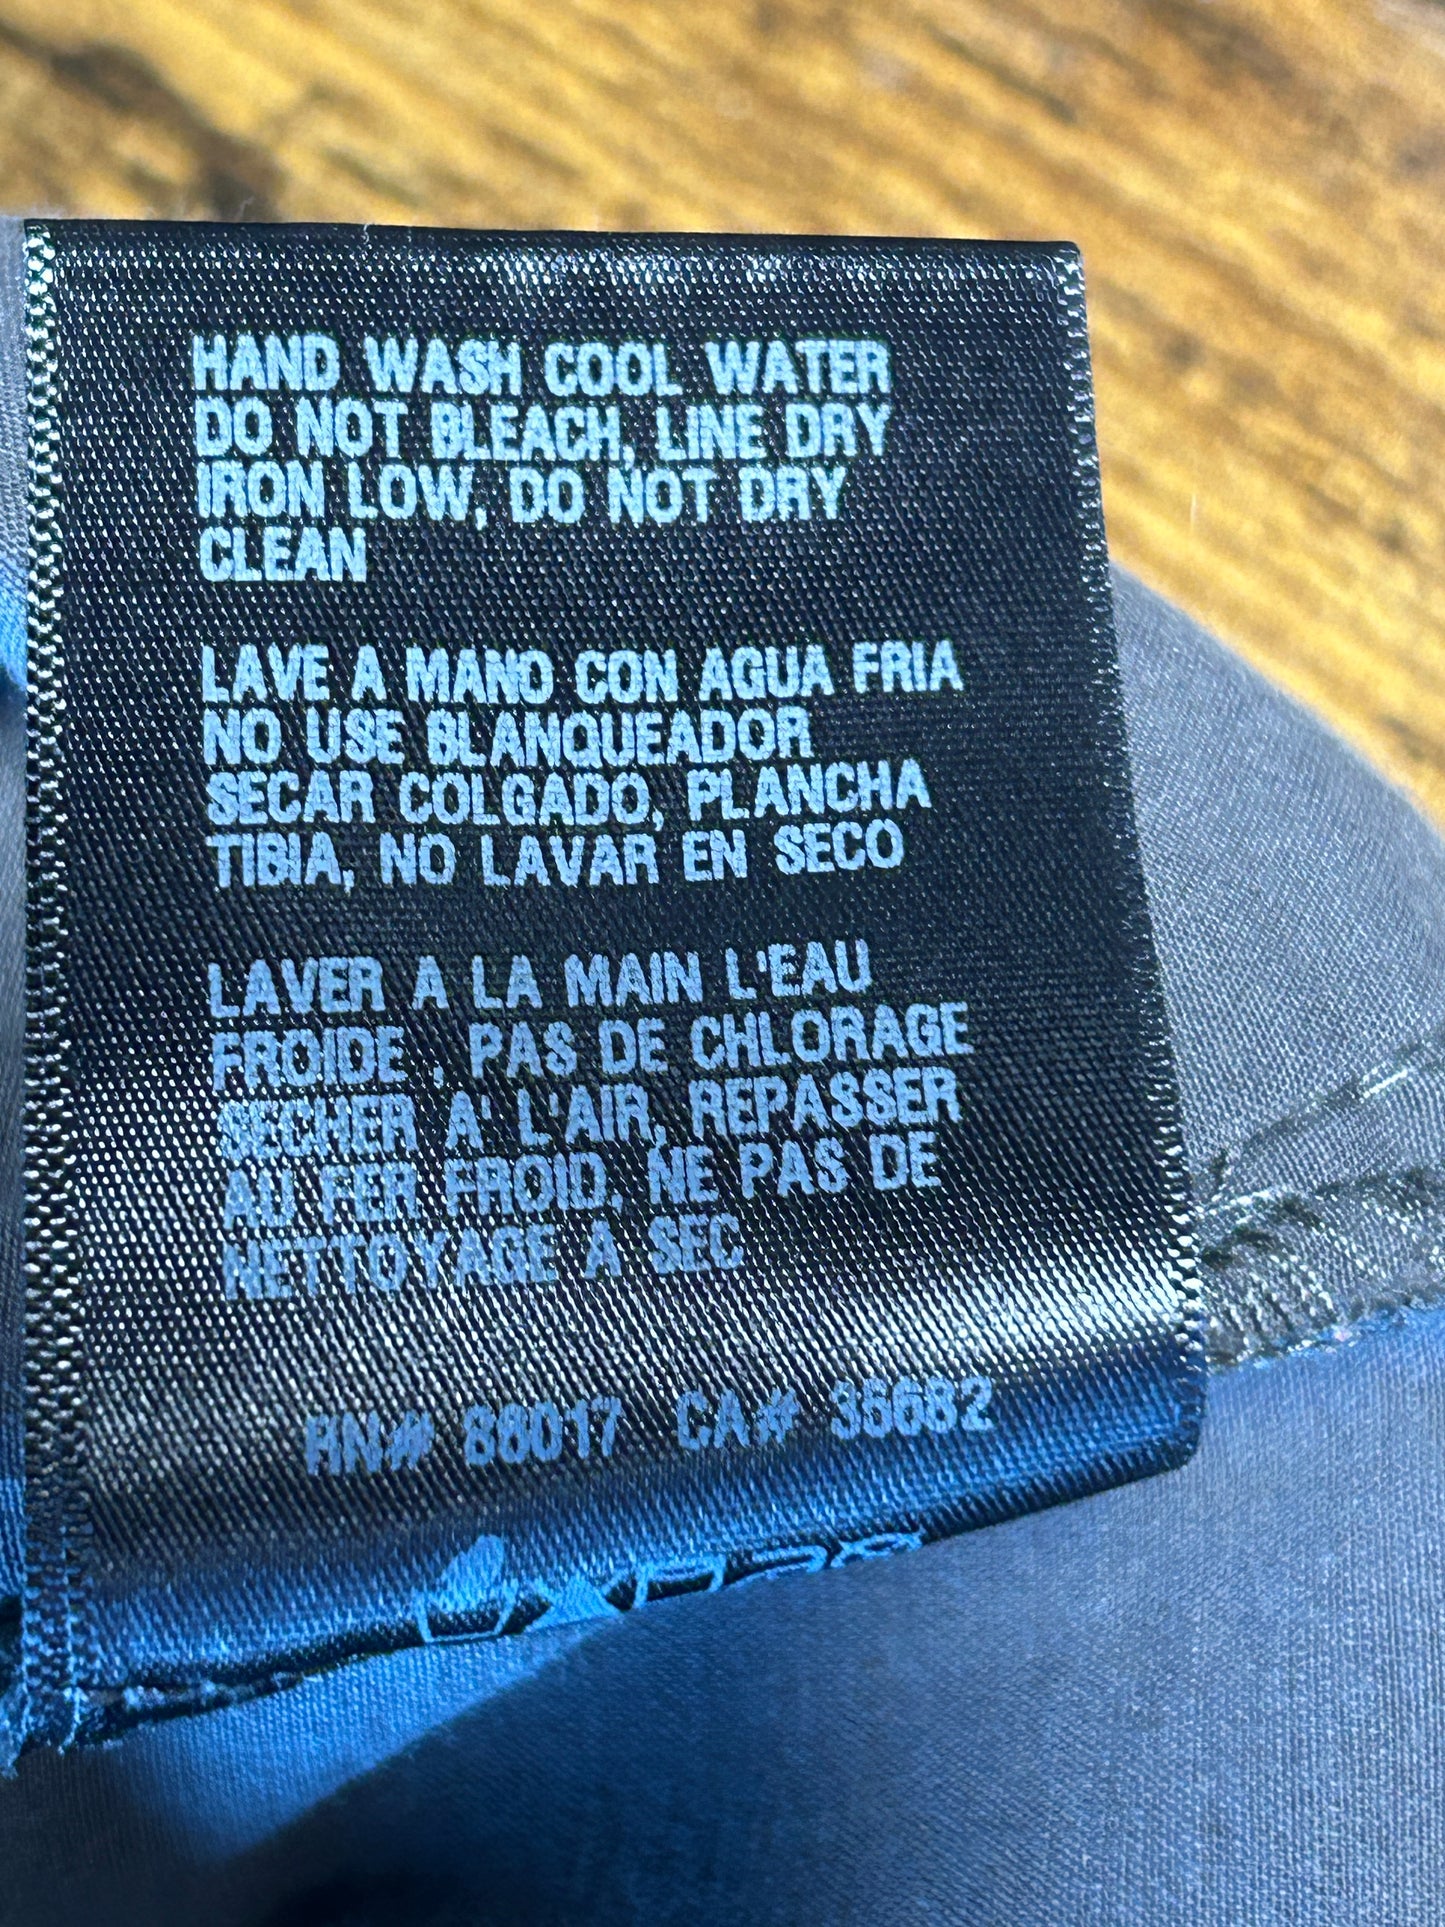 HAND WASH COOL WATER
DO NOT BLEACH, LINE DRY
IRON LOW, DO NOT DRY
CLEAN
LAVE A MANO CON AGUA FRIA
NO USE BLANQUEADOR
SECAR COLGADO, PLANCHA
TIBIA, NO LAVAR EN SECO
LAVER A LA MAIN L'EAU
FROIDE , PAS DE CHLORAGE
SECHER A' L'AIR, REPASSER
AU FER FROID, NE PAS DE
NETTOYAGE A SEC
RN# 88017 CA# 35682